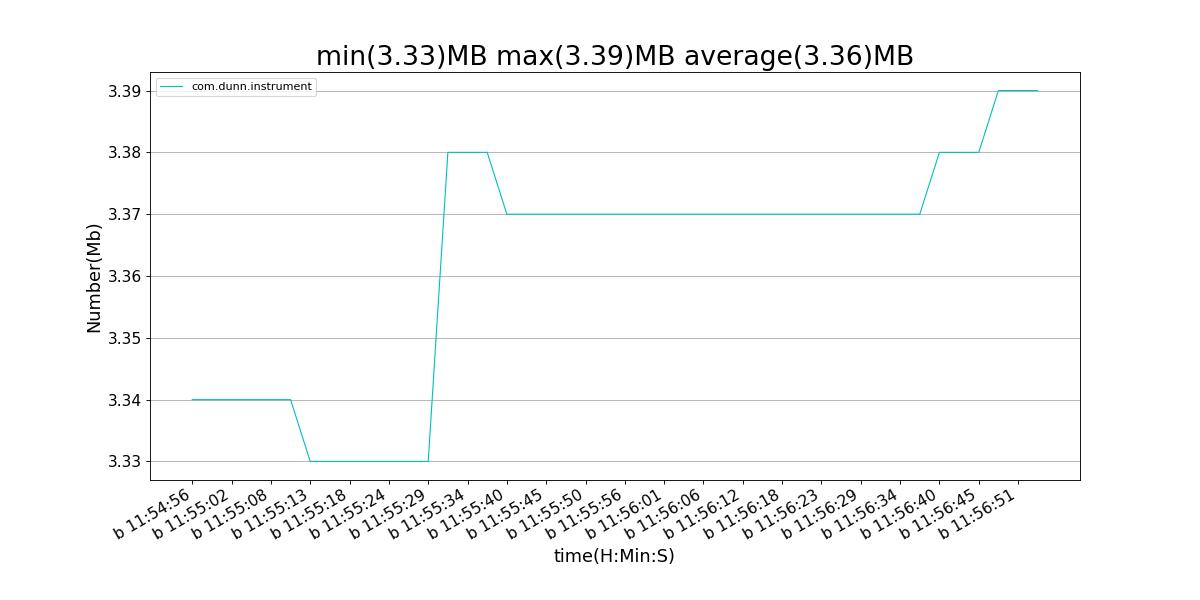 min(3.33)MB max(3.39)MB average(3.36)MB
com.dunn.instrument
3.39
3.38
3.37
3.36
3.35
3.34
3.33
Number(Mb)
b 11:54:56
b 11:55:02
b 11:55:08
b 11:55:13
b 11:55:18
b 11:55:24
b 11:55:29
b 11:55:34
b 11:55:40
b 11:55:45
b 11:55:50
b 11:55:56
b 11:56:01
b 11:56:06
b 11:56:12
b 11:56:18
b 11:56:23
b 11:56:29
b 11:56:34
b 11:56:40
b 11:56:45
b 11:56:51
time(H:Min:S)